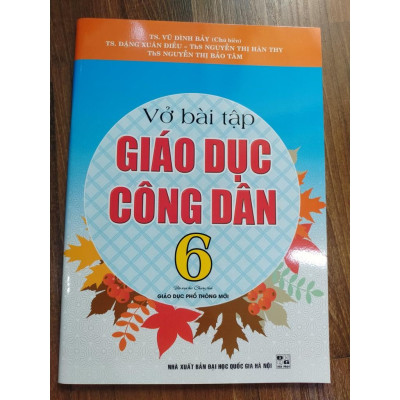 TS. VŨ ĐÌNH BẢY (Chủ biên)
TS. ĐẶNG XUÂN ĐIỀU - ThS NGUYỄN THỊ HÀN THY
ThS NGUYỄN THỊ BẢO TÂM
Vở bài tập
GIÁO DỤC
CÔNG DÂN
6
GIÁO DỤC PHỔ THÔNG MỚI
NHÀ XUẤT BẢN ĐẠI HỌC QUỐC GIA HÀ NỘI